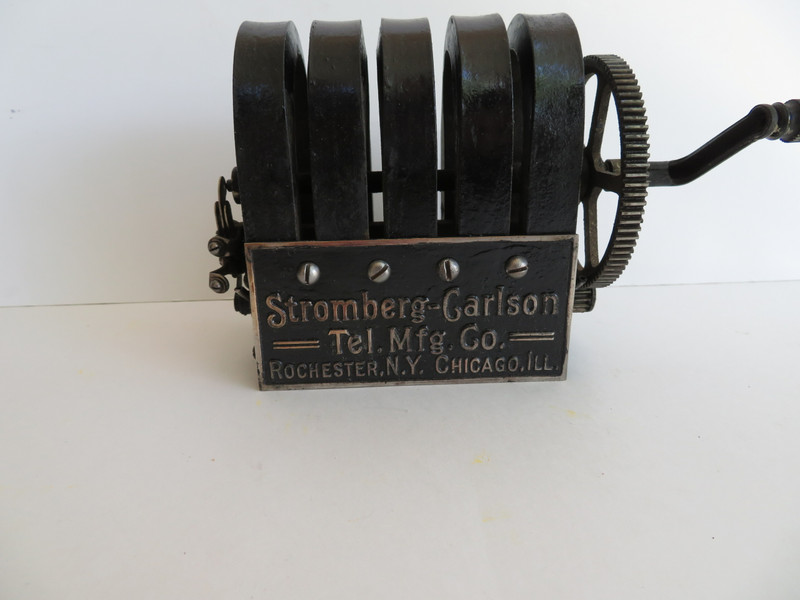 Stromberg-Carlson
Tel. Mfg. Co.
ROCHESTER, N.Y. CHICAGO, ILL.